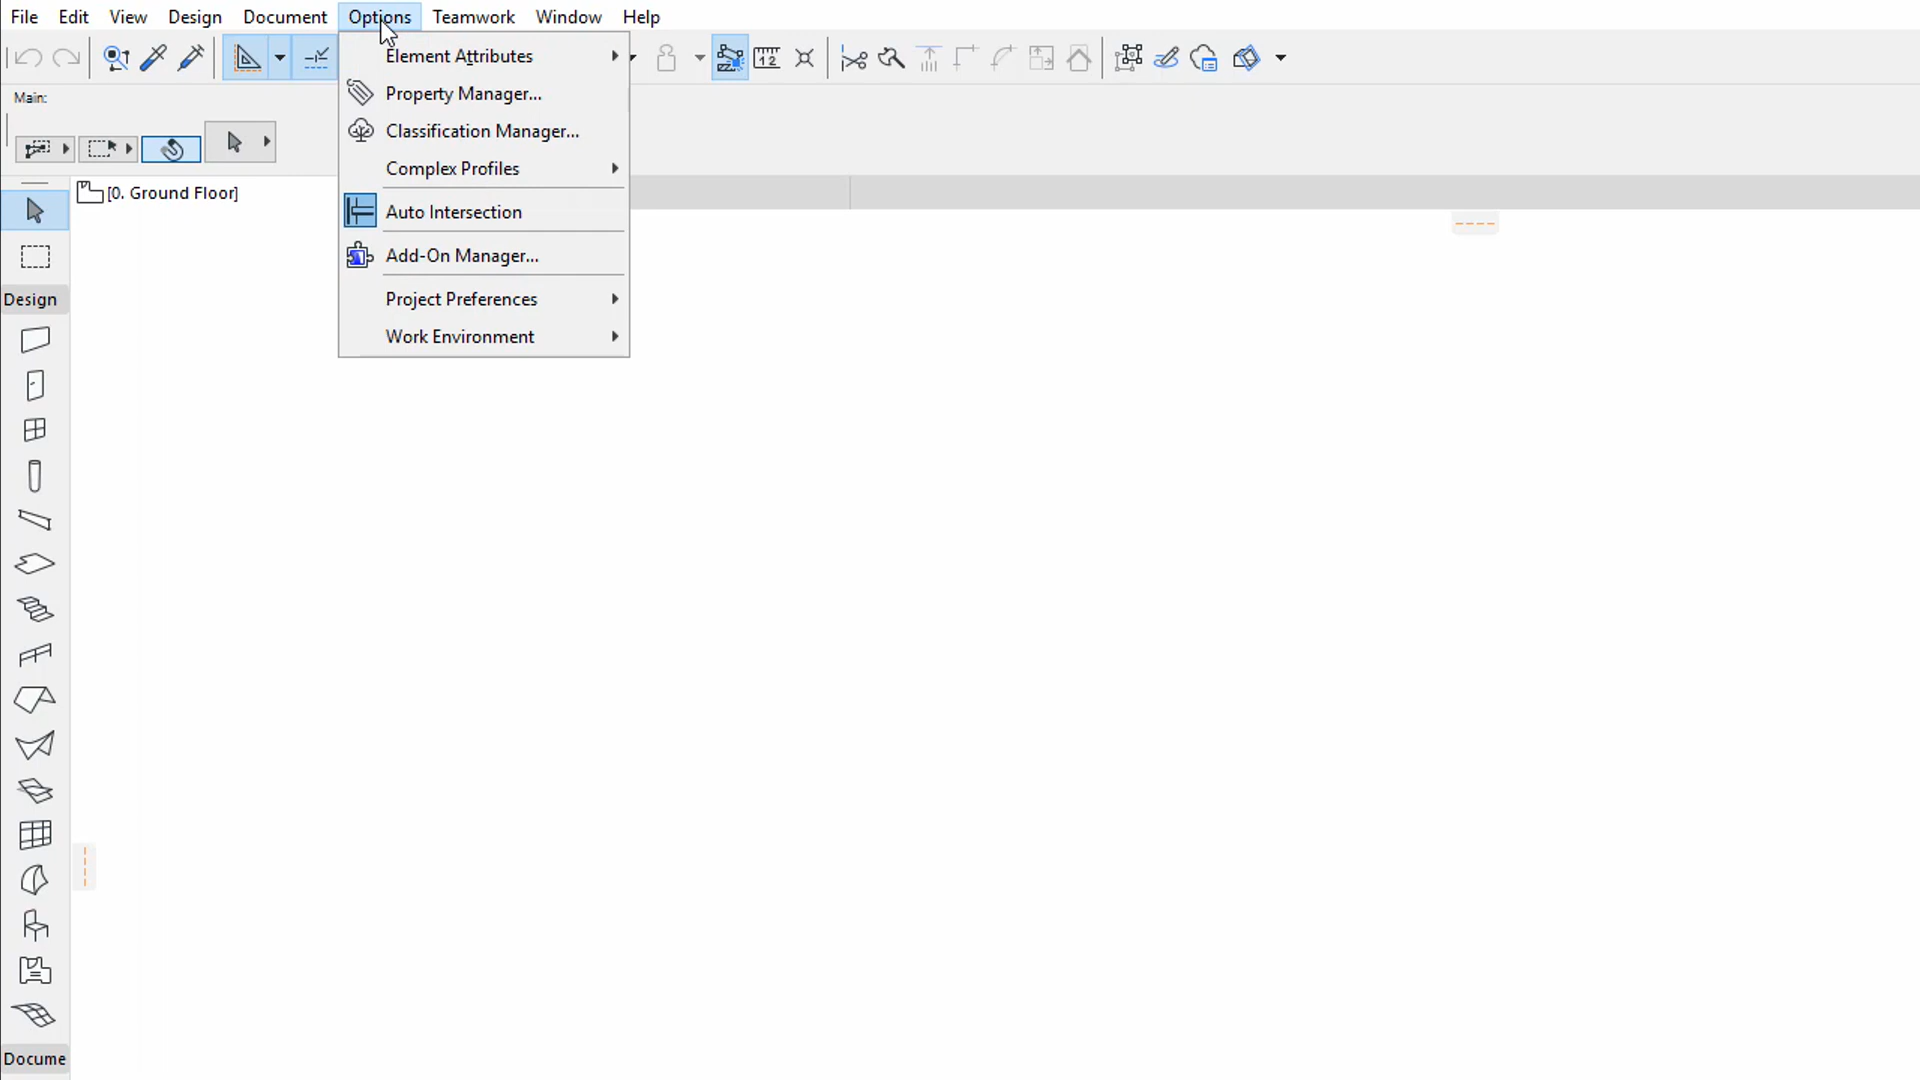 File Edit View Design Document Options Teamwork Window Help
Element Attributes
12
Property Manager...
Main:
Classification Manager...
Complex Profiles
[0. Ground Floor]
Auto Intersection
Add-On Manager...
Design
Project Preferences
Work Environment
Docume